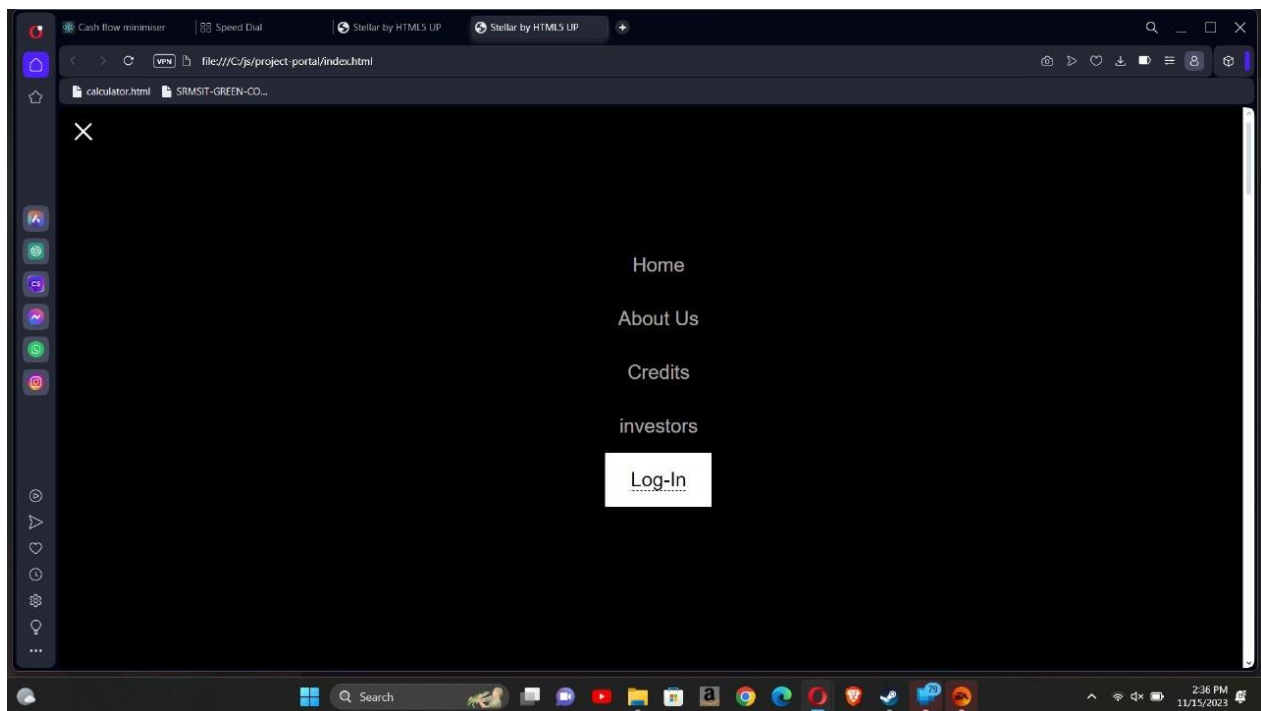 Cash flow minimiser Speed Dial Stellar by HTML5 UP Stellar by HTML5 UP
VPN file:///C:/js/project-portal/index.html
calculator.html SRMSIT-GREEN-CO...
Home
About Us
CS
Credits
investors
Log-In
Search
a
79
EA
2:36 PM
11/15/2023